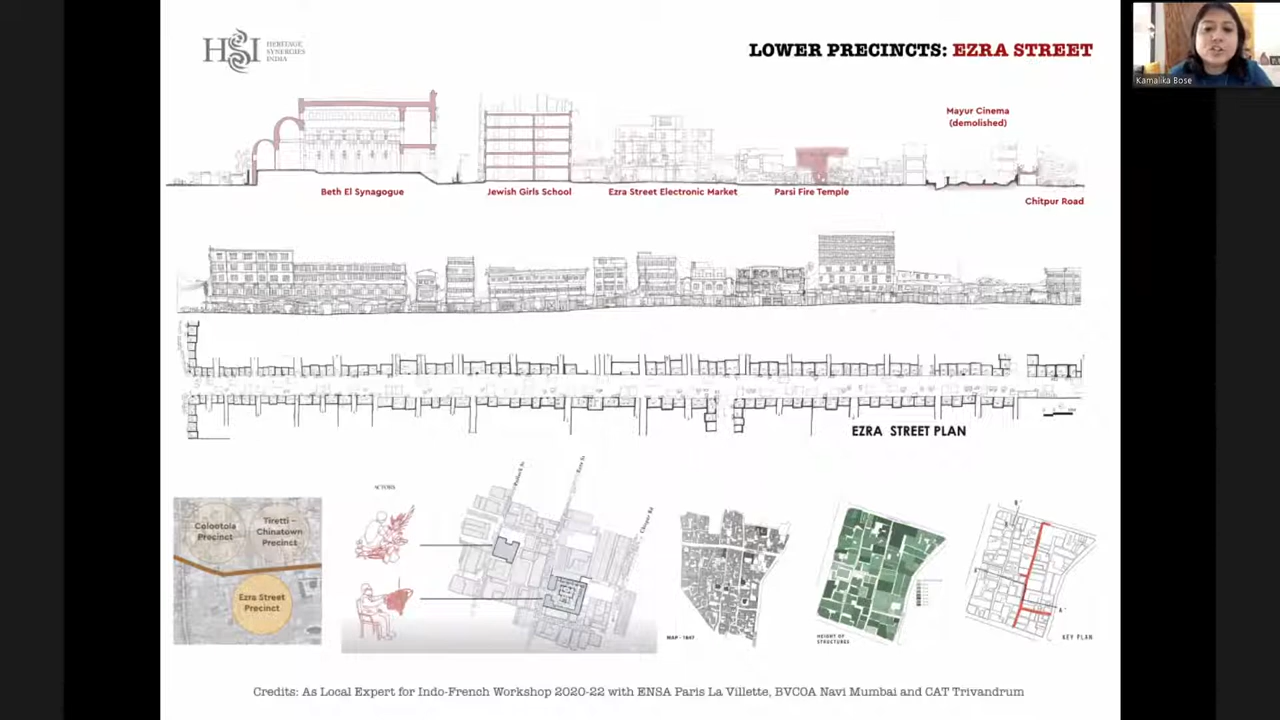 HSI HERITAGE
SYNERGIES
INDIA
LOWER PRECINCTS: EZRA STREET
Kamalika Bose
Mayur Cinema
(demolished)
Beth El Synagogue
Jewish Girls School
Ezra Street Electronic Market
Parsi Fire Temple
Chitpur Road
EZRA STREET PLAN
ACTORS
Colootola
Precinct
Tiretti –
Chinatown
Precinct
Ezra Street
Precinct
MAP - 1847
HEIGHT OF
STRUCTURES
KEY PLAN
Credits: As Local Expert for Indo-French Workshop 2020-22 with ENSA Paris La Villette, BVCOA Navi Mumbai and CAT Trivandrum